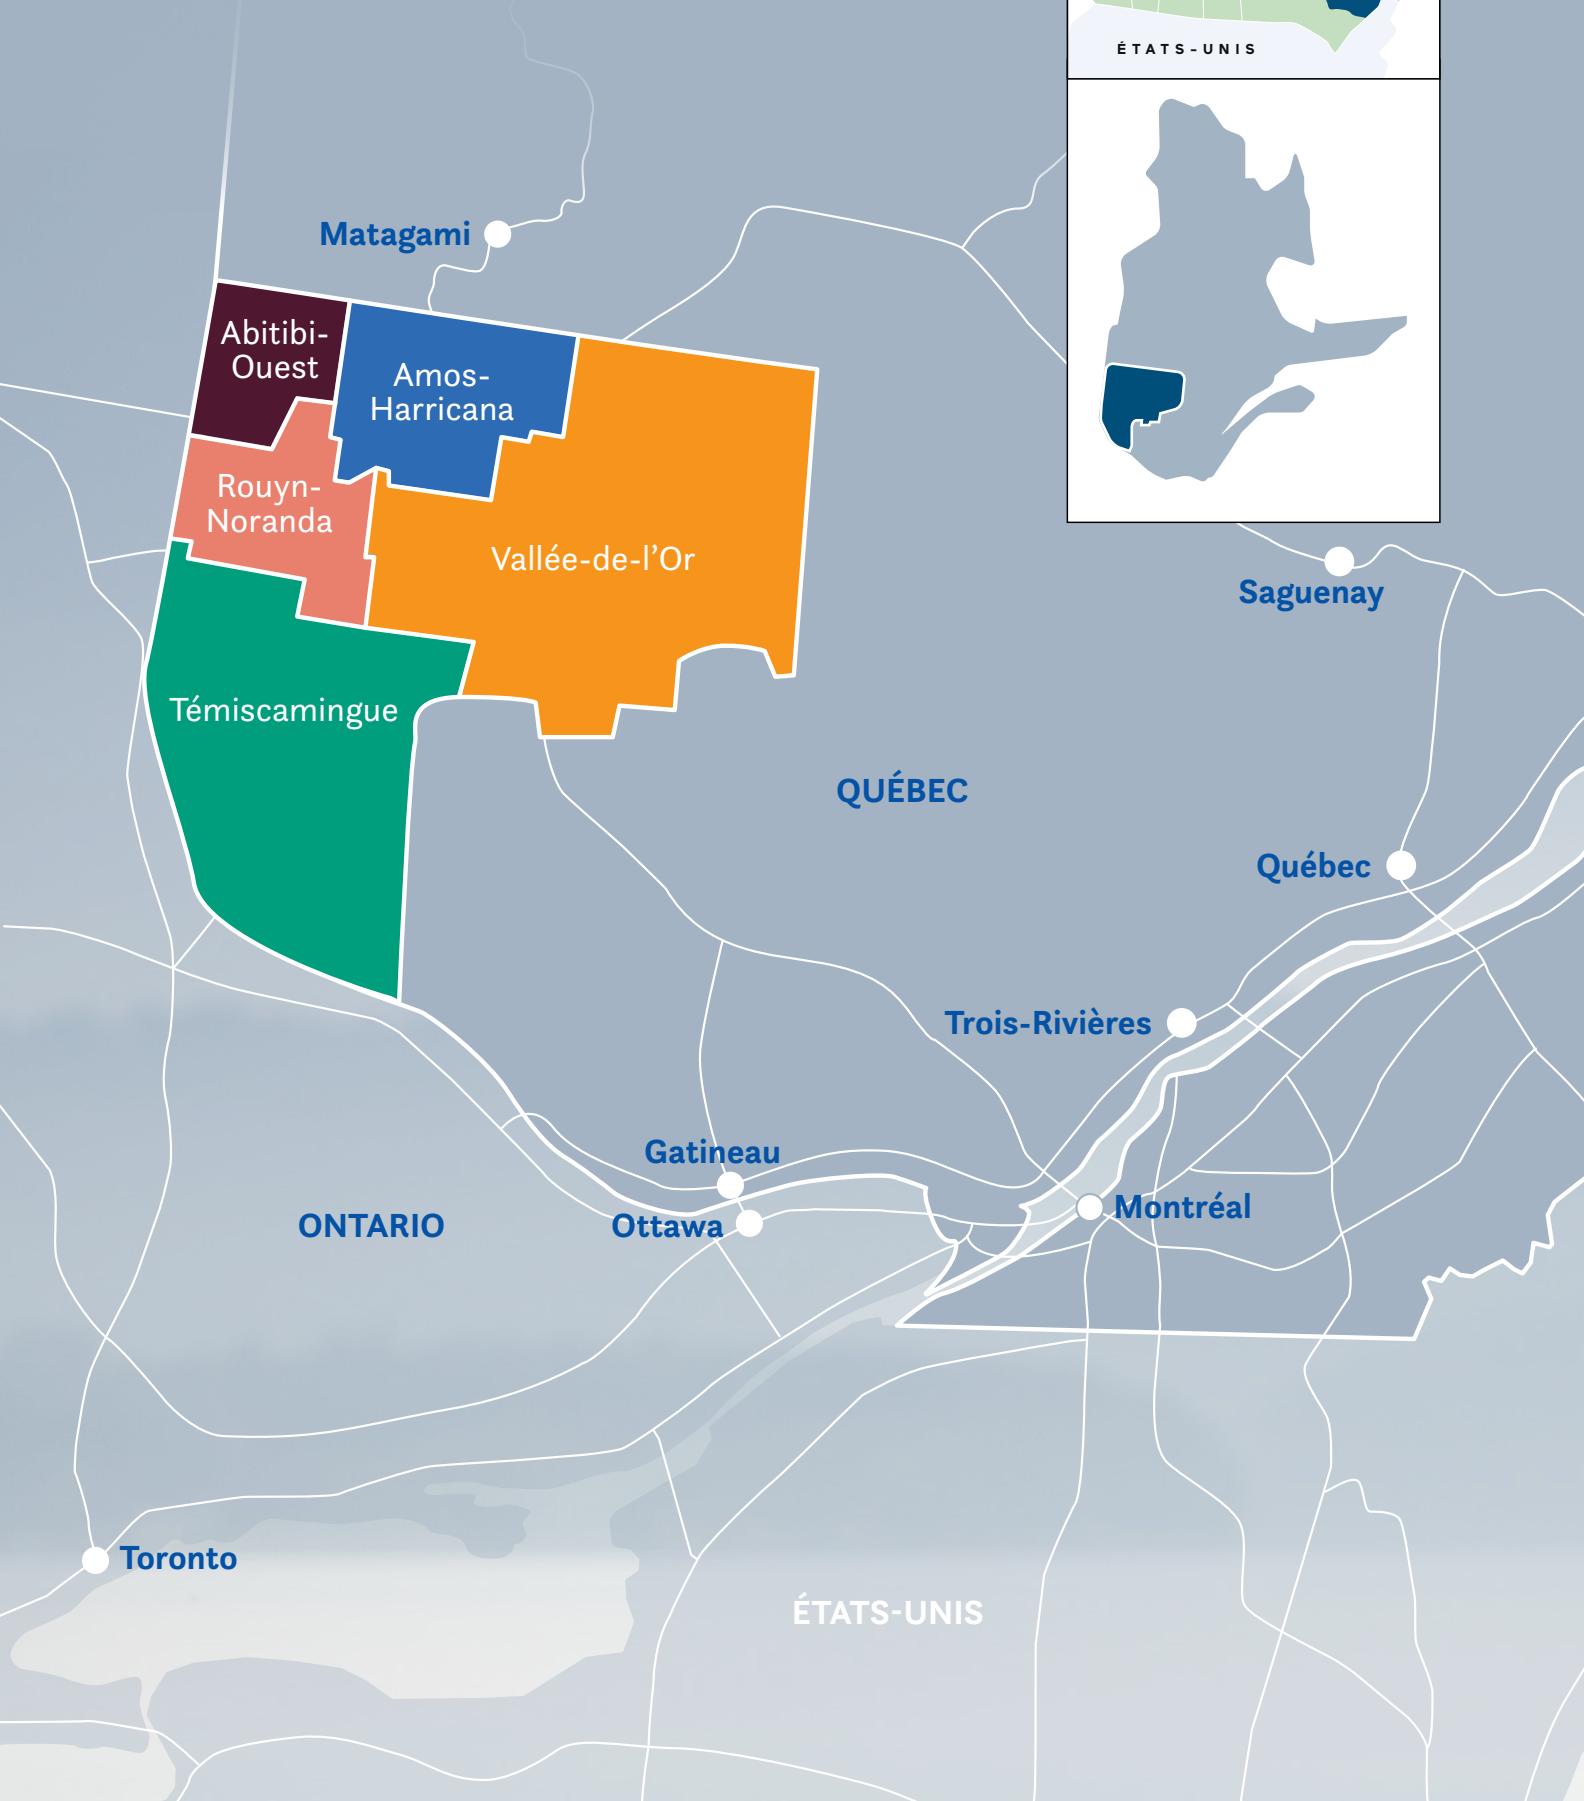 ÉTATS-UNIS
Matagami
Abitibi-
Ouest
Amos-
Harricana
Rouyn-
Noranda
Vallée-de-l’Or
Saguenay
Témiscamingue
QUÉBEC
Québec
Trois-Rivières
Gatineau
Montréal
ONTARIO
Ottawa
Toronto
ÉTATS-UNIS